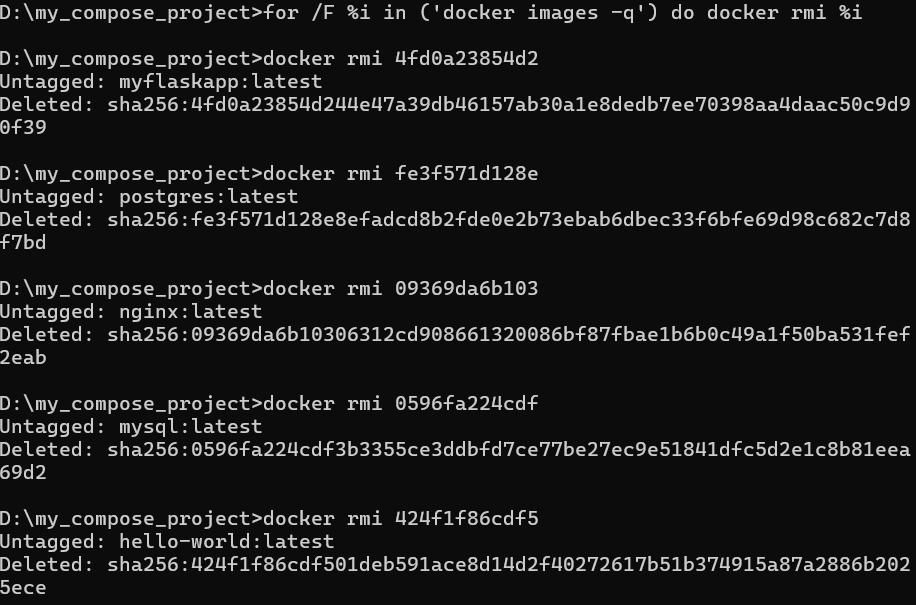 D:\my_compose_project>for /F %i in ('docker images -q') do docker rmi %i
D:\my_compose_project>docker rmi 4fd0a23854d2
Untagged: myflaskapp:latest
Deleted: sha256:4fd0a23854d244e47a39db46157ab30a1e8dedb7ee70398aa4daac50c9d9
0f39
D:\my_compose_project>docker rmi fe3f571d128e
Untagged: postgres:latest
Deleted: sha256:fe3f571d128e8efadcd8b2fde0e2b73ebab6dbec33f6bfe69d98c682c7d8
f7bd
D:\my_compose_project>docker rmi 09369da6b103
Untagged: nginx:latest
Deleted: sha256:09369da6b10306312cd908661320086bf87fbae1b6b0c49a1f50ba531fef
2eab
D:\my_compose_project>docker rmi 0596fa224cdf
Untagged: mysql:latest
Deleted: sha256:0596fa224cdf3b3355ce3ddbfd7ce77be27ec9e51841dfc5d2e1c8b81eea
69d2
D:\my_compose_project>docker rmi 424f1f86cdf5
Untagged: hello-world:latest
Deleted: sha256:424f1f86cdf501deb591ace8d14d2f40272617b51b374915a87a2886b202
5ece